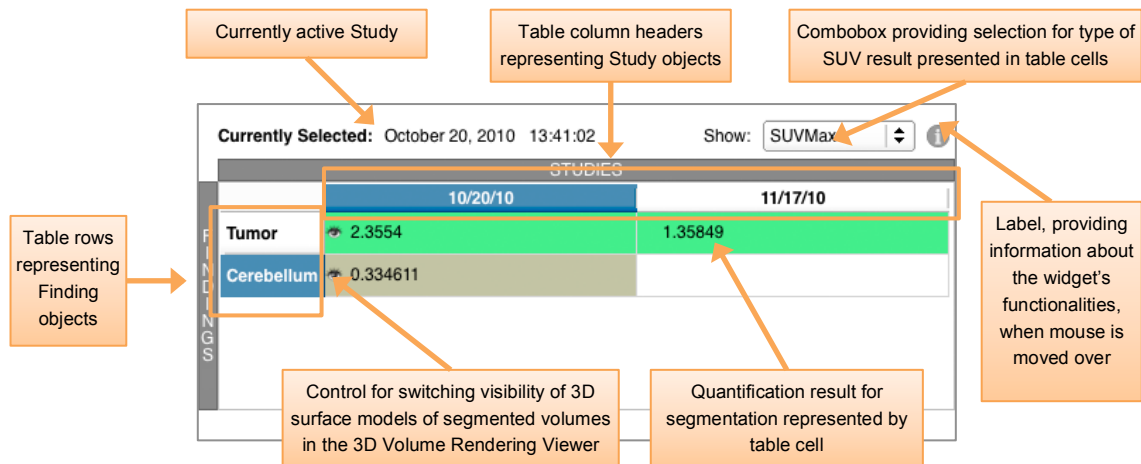 Currently active Study
Table column headers
representing Study objects
Combobox providing selection for type of
SUV result presented in table cells
Currently Selected: October 20, 2010 13:41:02
Show: SUVMax
STUDIES
10/20/10
11/17/10
FINDINGS
Tumor
2.3554
1.35849
Cerebellum
0.334611
Table rows
representing
Finding
objects
Label, providing
information about
the widget's
functionalities,
when mouse is
moved over
Control for switching visibility of 3D
surface models of segmented volumes
in the 3D Volume Rendering Viewer
Quantification result for
segmentation represented by
table cell